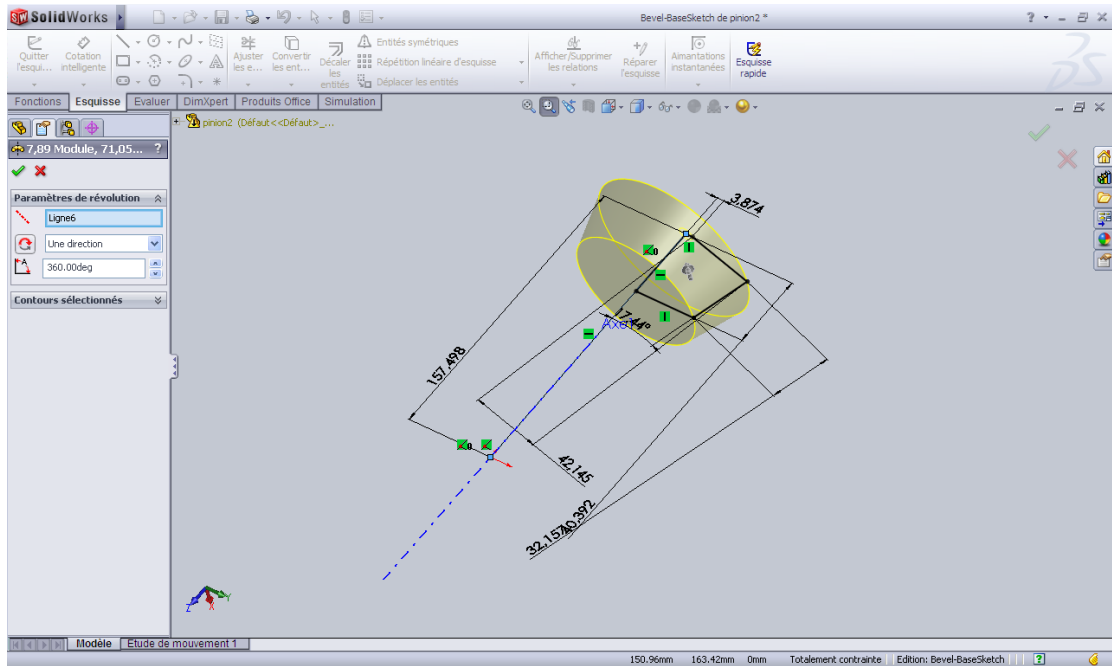 SolidWorks
Bevel-BaseSketch de pinion2 *
Quitter l'esqui...
Cotation intelligente
Ajuster les e...
Convertir les ent...
Décaler les entités
Entités symétriques
Répétition linéaire d'esquisse
Déplacer les entités
Afficher/Supprimer les relations
Réparer l'esquisse
Aimantations instantanées
Esquisse rapide
Fonctions Esquisse Evaluer DimXpert Produits Office Simulation
pinion2 (Défaut<<Défaut>_...
7,89 Module, 71,05... ?
Paramètres de révolution
Ligne6
Une direction
360.00deg
Contours sélectionnés
3,874
17,44°
Axe
157,498
42,145
40,392
32,157
Z
X
Y
Modèle Etude de mouvement 1
150.96mm 163.42mm 0mm Totalement contrainte Edition: Bevel-BaseSketch ?